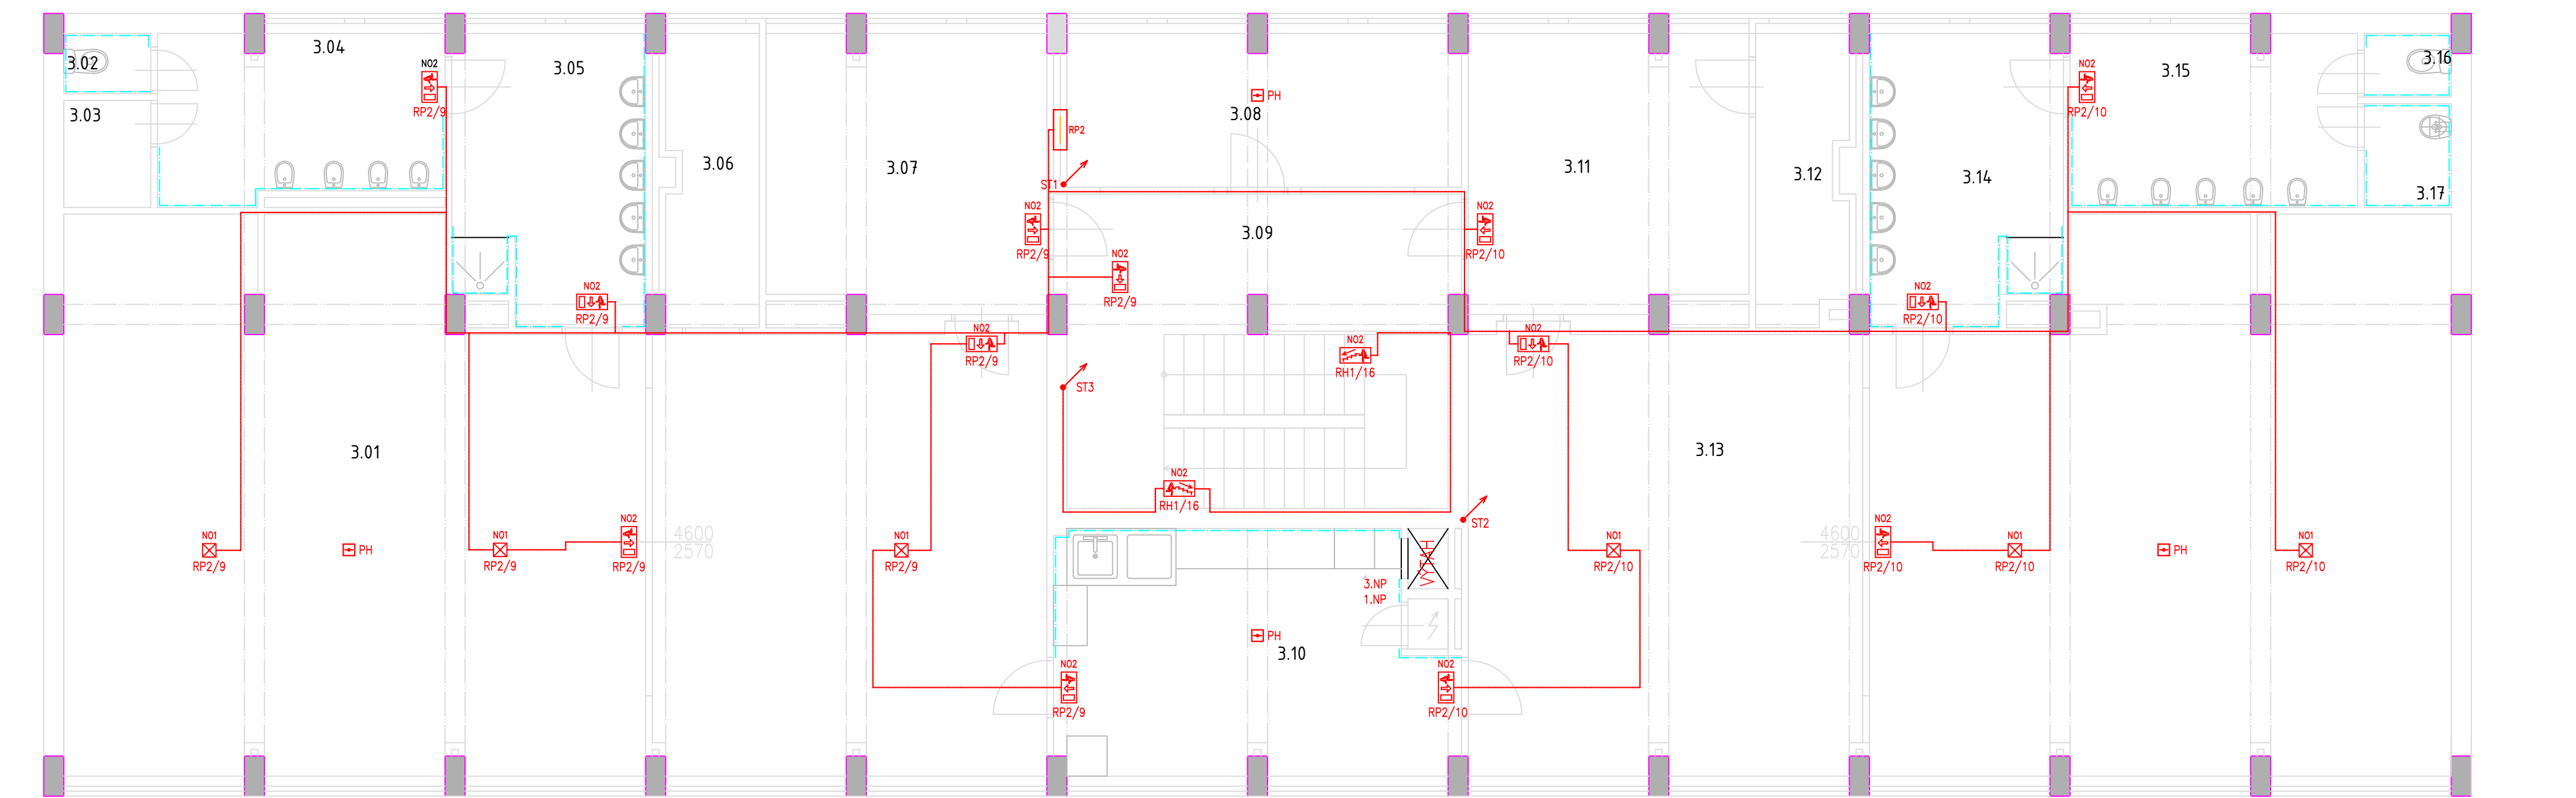 3.04
3.02
3.03
NO2
RP2/9
3.05
3.06
3.07
PH
3.08
RP2
ST1
3.11
3.12
3.14
NO2
RP2/10
3.15
3.16
3.17
NO2
RP2/9
3.09
NO2
RP2/9
NO2
RP2/10
NO2
RP2/9
NO2
RP2/9
NO2
RH1/16
NO2
RP2/10
NO2
RP2/10
ST3
3.01
3.13
NO2
RH1/16
ST2
NO1
RP2/9
PH
NO1
RP2/9
NO2
RP2/9
4600
2570
NO1
RP2/9
VÝTAH
3.NP
1.NP
NO1
RP2/10
4600
2570
NO2
RP2/10
NO1
RP2/10
PH
NO1
RP2/10
PH
3.10
NO2
RP2/9
NO2
RP2/10